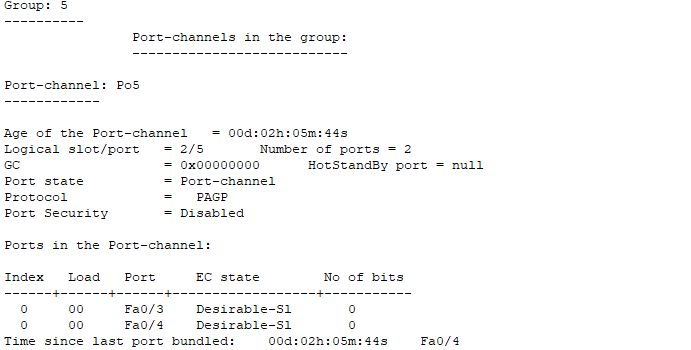 Group: 5
----------
Port-channels in the group:
---------------------------
Port-channel: Po5
------------
Age of the Port-channel   = 00d:02h:05m:44s
Logical slot/port   = 2/5       Number of ports = 2
GC                  = 0x00000000      HotStandBy port = null
Port state          = Port-channel
Protocol            =   PAGP
Port Security       = Disabled
Ports in the Port-channel:
Index   Load   Port     EC state        No of bits
------+------+------+------------------+-----------
  0     00     Fa0/3    Desirable-Sl       0
  0     00     Fa0/4    Desirable-Sl       0
Time since last port bundled:    00d:02h:05m:44s    Fa0/4